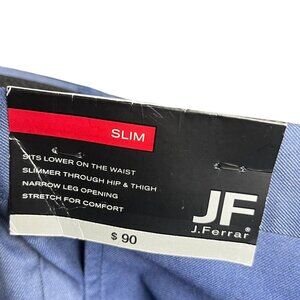 SLIM
SITS LOWER ON THE WAIST
SLIMMER THROUGH HIP & THIGH
NARROW LEG OPENING
STRETCH FOR COMFORT
JF
J.Ferrar®
$ 90